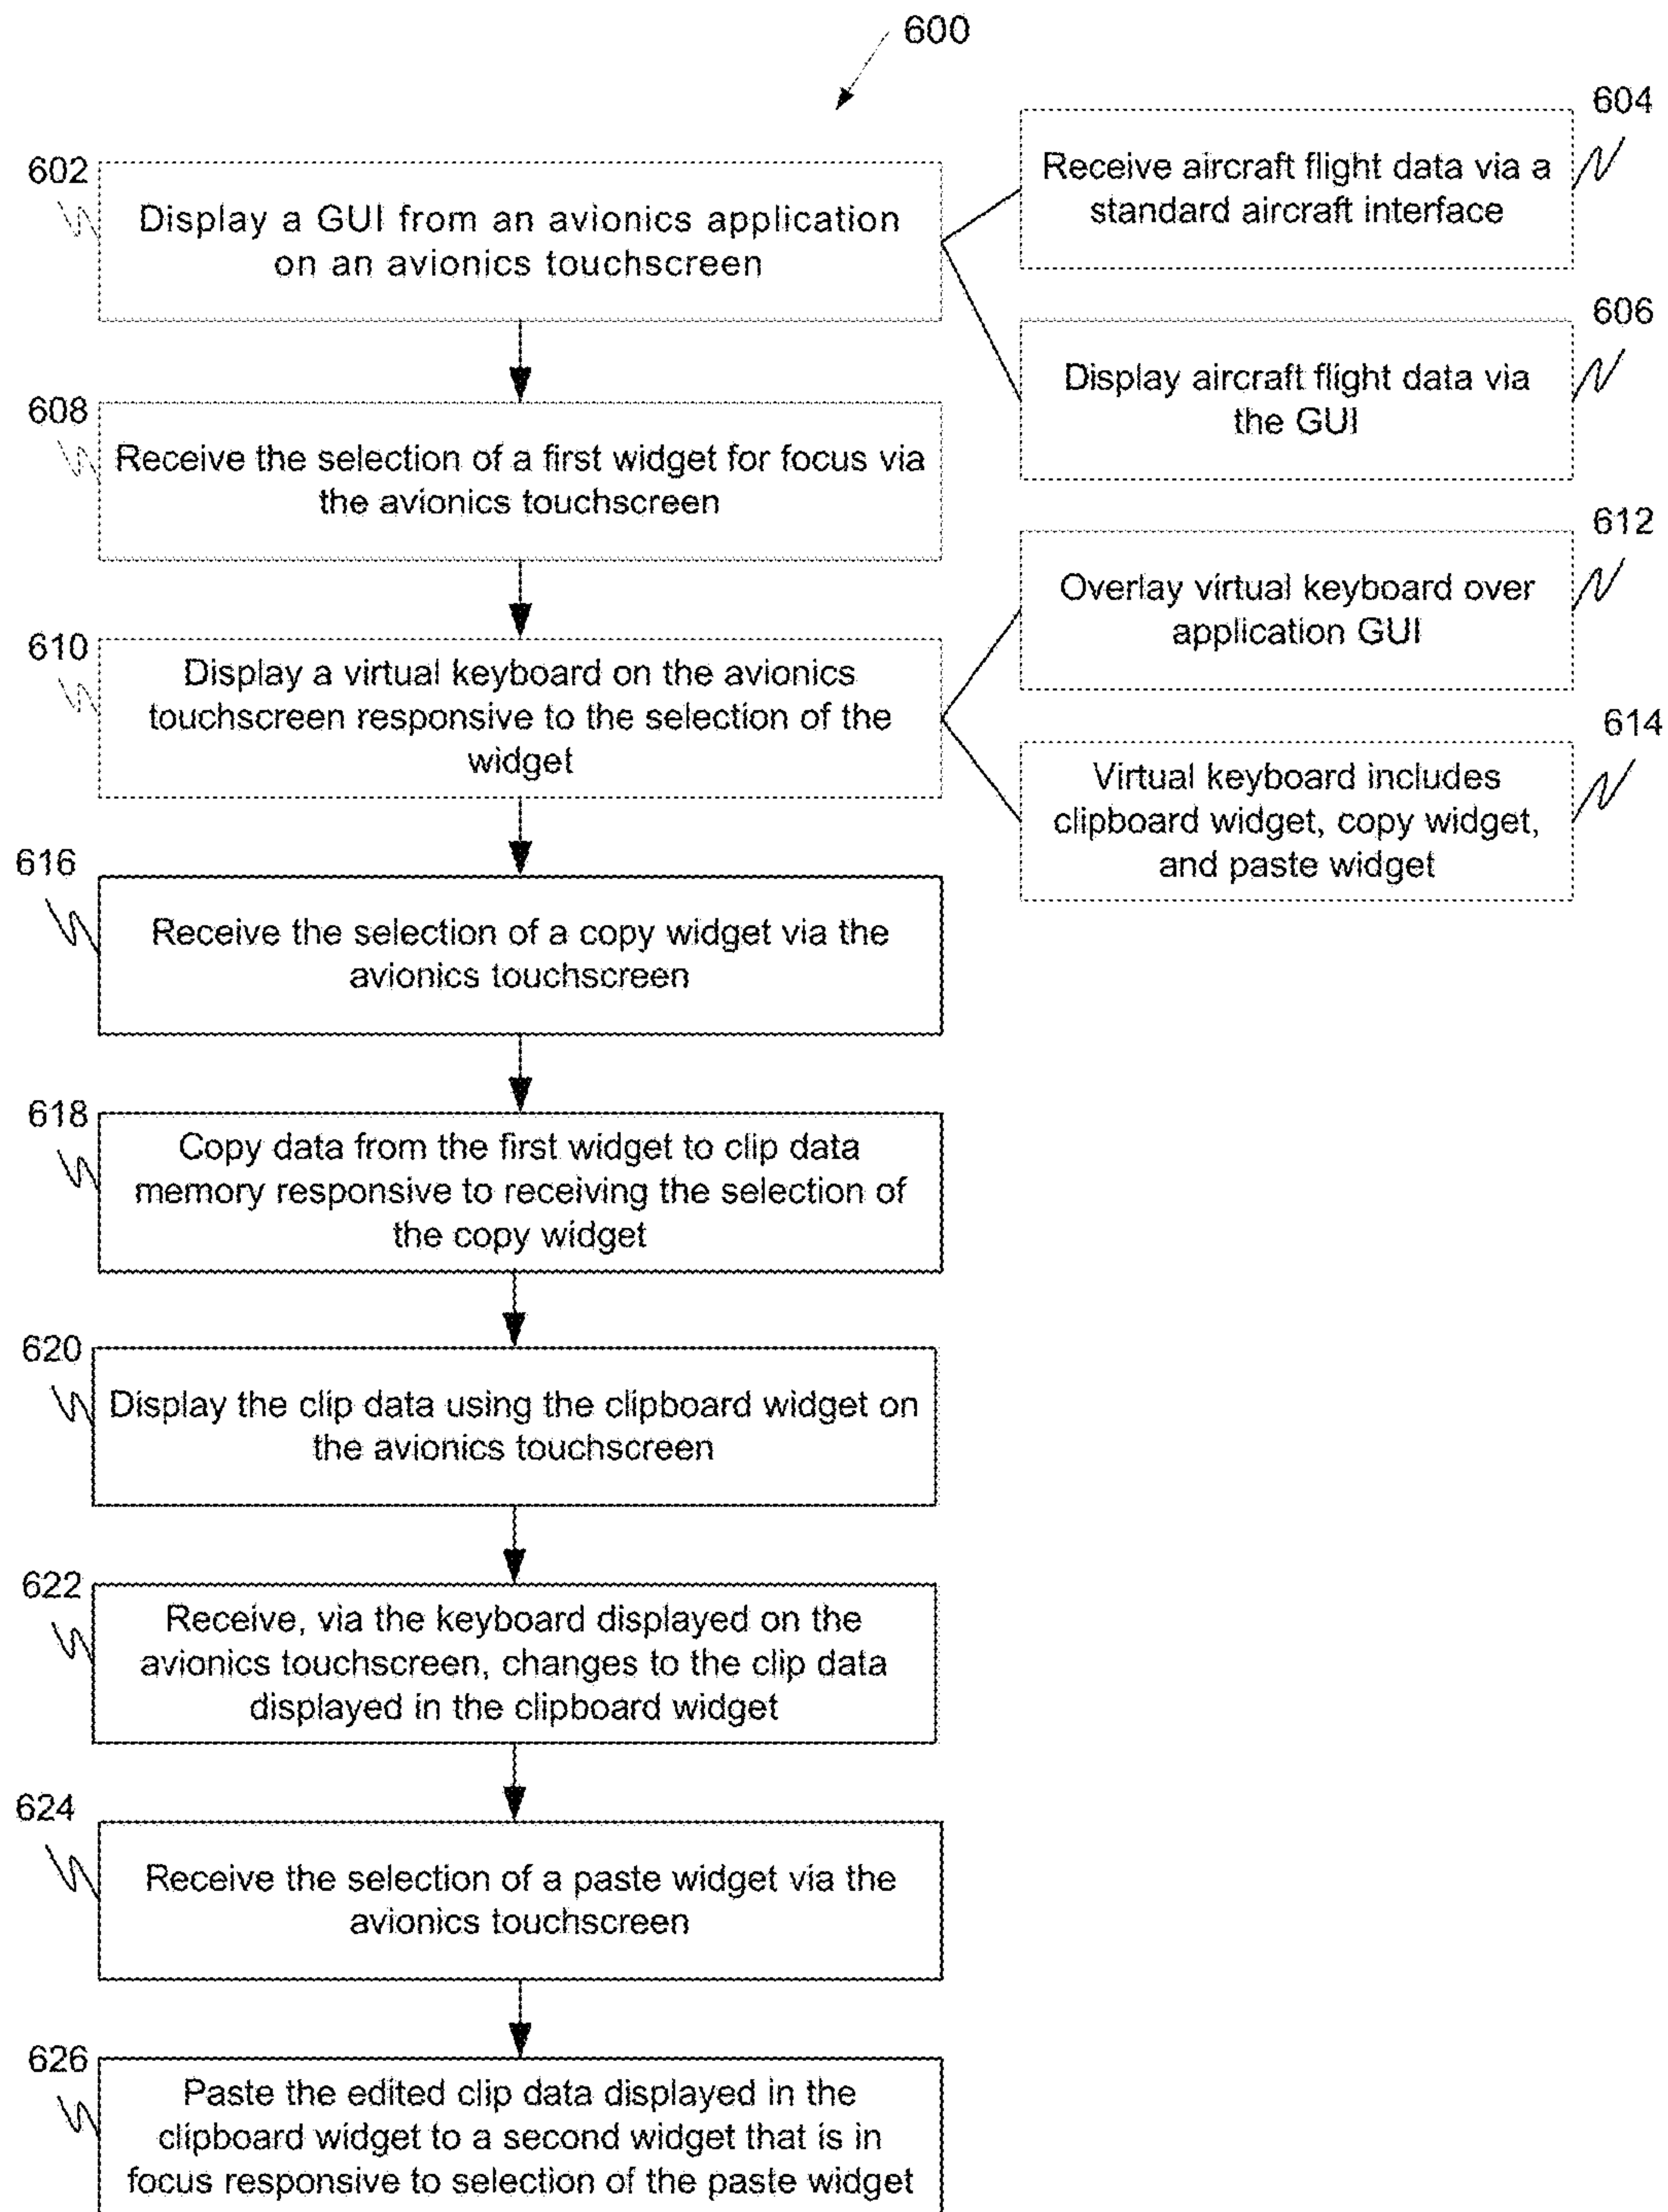 600
602
Display a GUI from an avionics application
on an avionics touchscreen
604
Receive aircraft flight data via a
standard aircraft interface
606
Display aircraft flight data via
the GUI
608
Receive the selection of a first widget for focus via
the avionics touchscreen
610
Display a virtual keyboard on the avionics
touchscreen responsive to the selection of the
widget
612
Overlay virtual keyboard over
application GUI
614
Virtual keyboard includes
clipboard widget, copy widget,
and paste widget
616
Receive the selection of a copy widget via the
avionics touchscreen
618
Copy data from the first widget to clip data
memory responsive to receiving the selection of
the copy widget
620
Display the clip data using the clipboard widget on
the avionics touchscreen
622
Receive, via the keyboard displayed on the
avionics touchscreen, changes to the clip data
displayed in the clipboard widget
624
Receive the selection of a paste widget via the
avionics touchscreen
626
Paste the edited clip data displayed in the
clipboard widget to a second widget that is in
focus responsive to selection of the paste widget